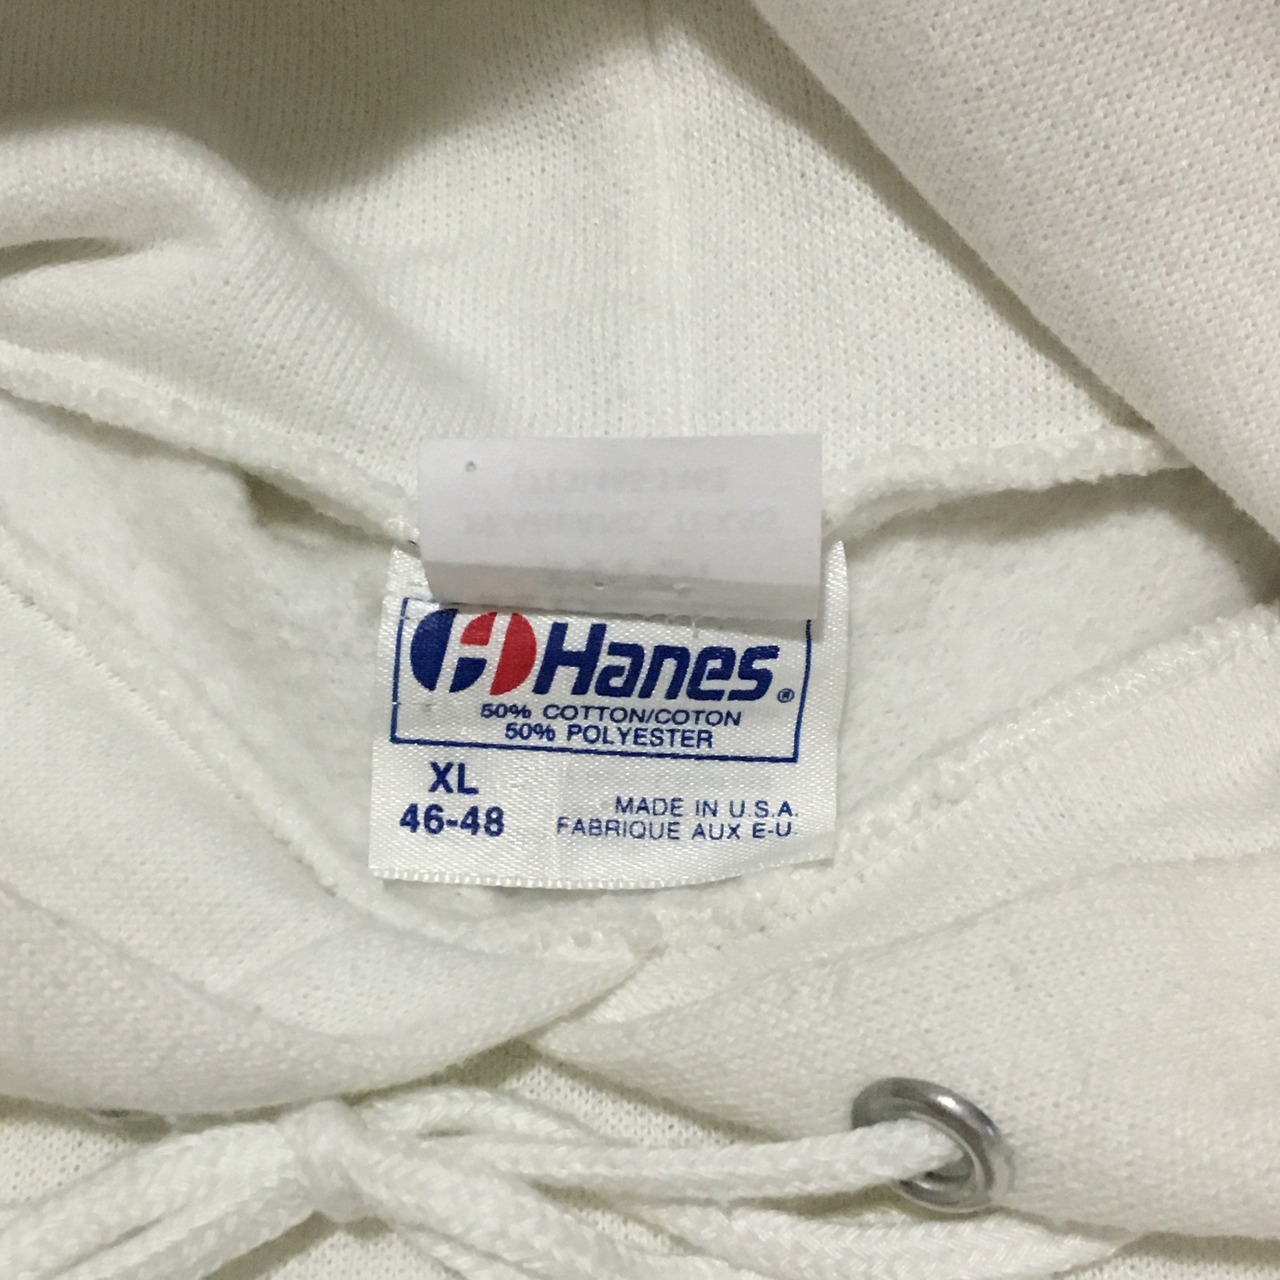 Hanes®
50% COTTON/COTON
50% POLYESTER
XL
46-48
MADE IN U.S.A.
FABRIQUE AUX E-U